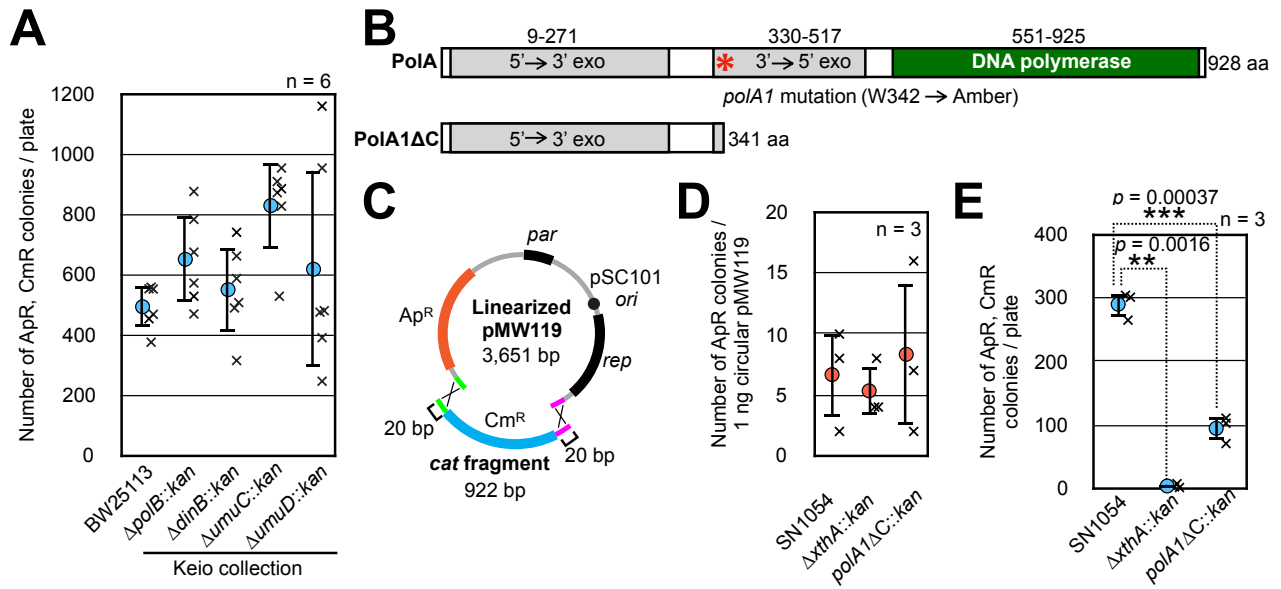 A
n = 6
Number of ApR, CmR colonies / plate
1200
1000
800
600
400
200
0
BW25113
ΔpolB::kan
ΔdinB::kan
ΔumuC::kan
ΔumuD::kan
Keio collection
B
9-271
330-517
551-925
PolA
5’→ 3’ exo
*
3’→ 5’ exo
DNA polymerase
928 aa
polA1 mutation (W342 → Amber)
PolA1ΔC
5’→ 3’ exo
341 aa
C
par
pSC101
ori
ApR
Linearized
pMW119
3,651 bp
rep
CmR
20 bp
20 bp
cat fragment
922 bp
D
n = 3
Number of ApR colonies /
1 ng circular pMW119
20
15
10
5
0
SN1054
ΔxthA::kan
polA1ΔC::kan
E
p = 0.00037
***
n = 3
p = 0.0016
**
Number of ApR, CmR
colonies / plate
400
300
200
100
0
SN1054
ΔxthA::kan
polA1ΔC::kan